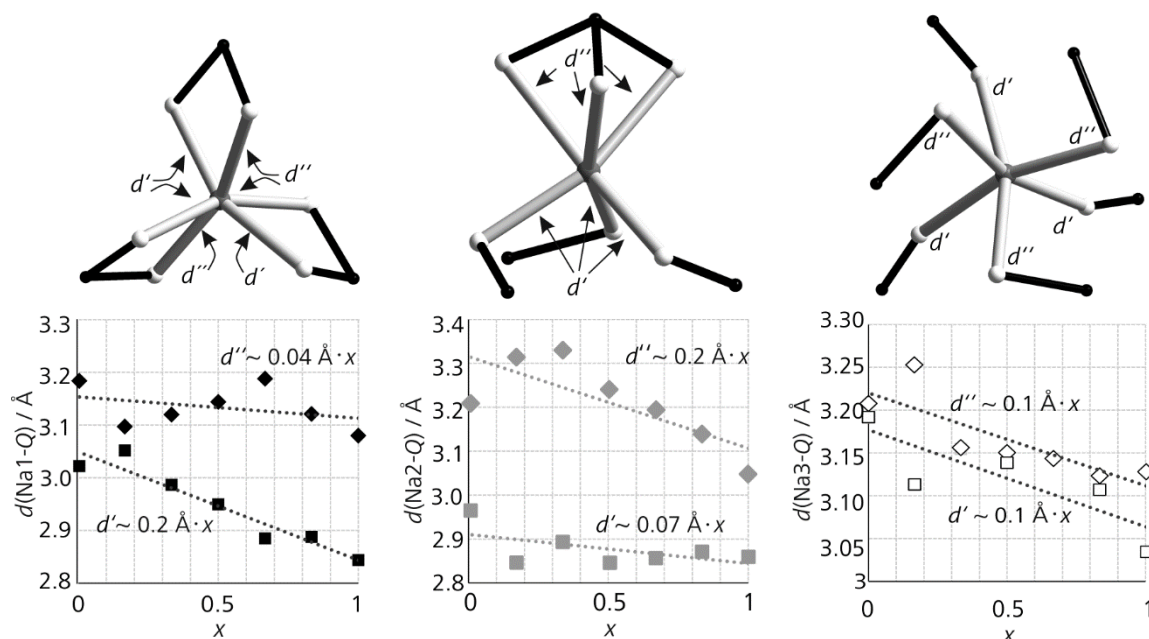 d'
d''
d''
d'
d''
d'
d'
d''
d''
d'
d'
d''
3.3
3.2
3.1
3.0
2.9
2.8
d(Na1-Q) / Å
d''~ 0.04 Å·x
d'~ 0.2 Å·x
0
0.5
1
x
3.4
3.3
3.2
3.1
3.0
2.9
2.8
d(Na2-Q) / Å
d''~ 0.2 Å·x
d'~ 0.07 Å·x
0
0.5
1
x
3.30
3.25
3.20
3.15
3.10
3.05
3
d(Na3-Q) / Å
d''~ 0.1 Å·x
d'~ 0.1 Å·x
0
0.5
1
x